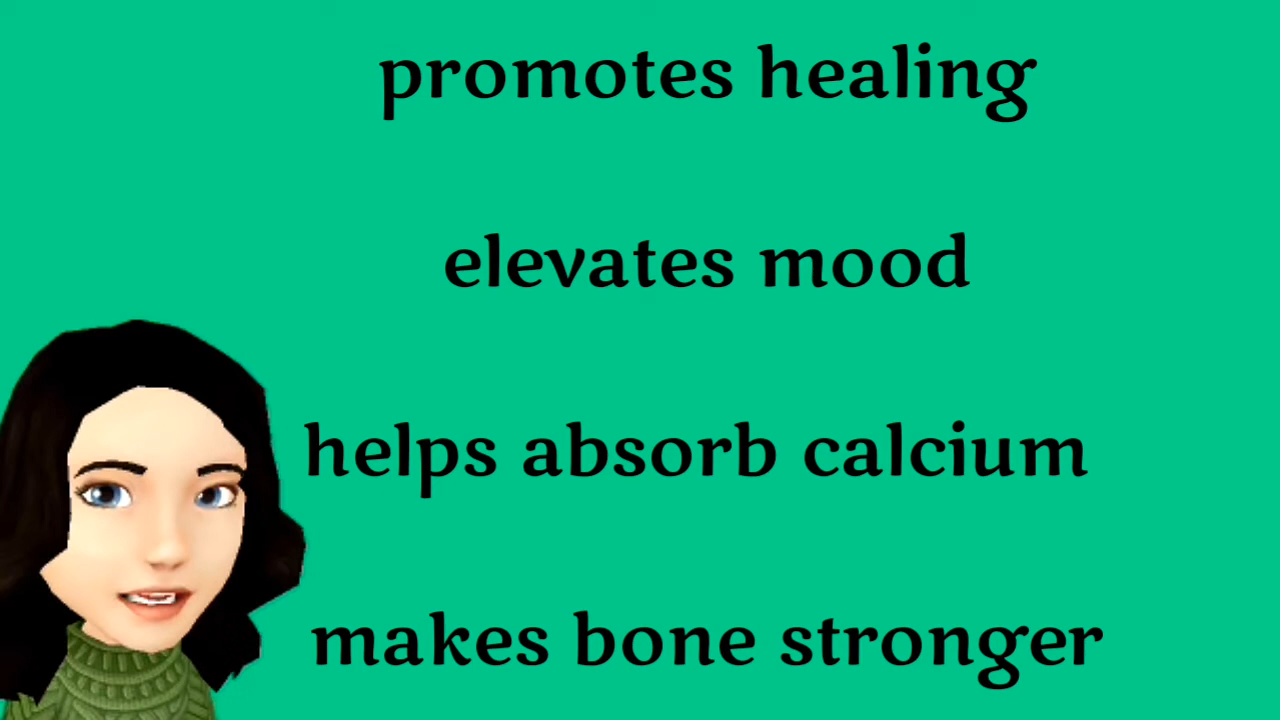 promotes healing
elevates mood
helps absorb calcium
makes bone stronger